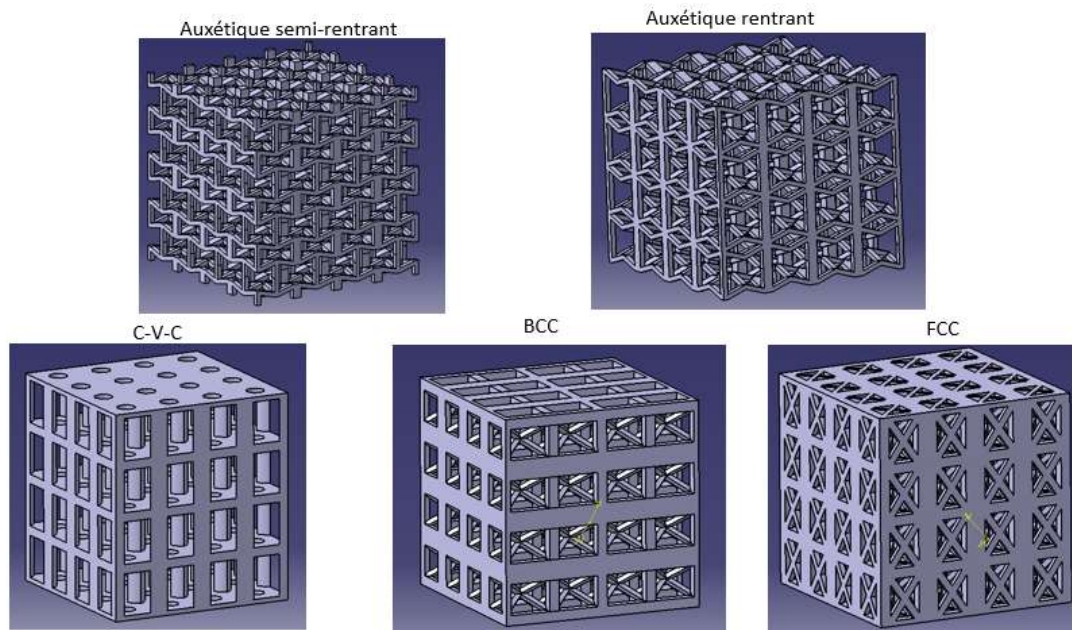 Auxétique semi-rentrant
Auxétique rentrant
C-V-C
BCC
FCC